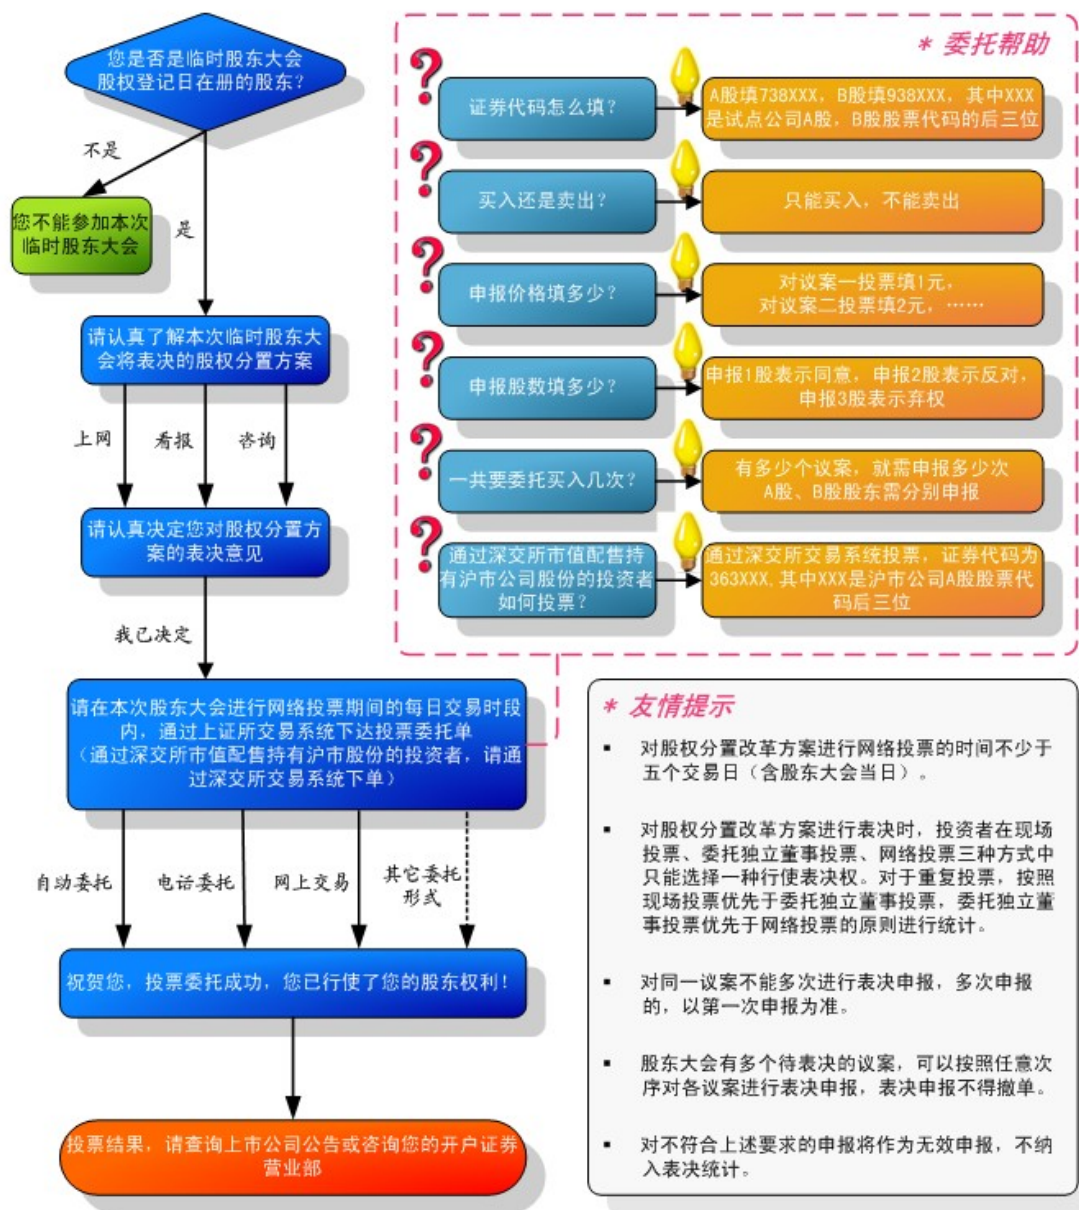 您是否是临时股东大会
股权登记日在册的股东？
不是
您不能参加本次
临时股东大会
是
请认真了解本次临时股东大
会将表决的股权分置方案
上网
看报
咨询
请认真决定您对股权分置方
案的表决意见
我已决定
请在本次股东大会进行网络投票期间的每日交易时段
内，通过上证所交易系统下达投票委托单
（通过深交所市值配售持有沪市股份的投资者，请通
过深交所交易系统下单）
自动委托
电话委托
网上交易
其它委托
形式
祝贺您，投票委托成功，您已行使了您的股东权利！
投票结果，请查询上市公司公告或咨询您的开户证券
营业部
* 委托帮助
证券代码怎么填？
A股填738XXX，B股填938XXX，其中XXX
是试点公司A股，B股股票代码的后三位
买入还是卖出？
只能买入，不能卖出
申报价格填多少？
对议案一投票填1元，
对议案二投票填2元，……
申报股数填多少？
申报1股表示同意，申报2股表示反对，
申报3股表示弃权
一共要委托买入几次？
有多少个议案，就需申报多少次
A股、B股股东需分别申报
通过深交所市值配售持
有沪市公司股份的投资者
如何投票？
通过深交所交易系统投票，证券代码为
363XXX.其中XXX是沪市公司A股股票代
码后三位
* 友情提示
▪ 对股权分置改革方案进行网络投票的时间不少于
五个交易日（含股东大会当日）。
▪ 对股权分置改革方案进行表决时，投资者在现场
投票、委托独立董事投票、网络投票三种方式中
只能选择一种行使表决权。对于重复投票，按照
现场投票优先于委托独立董事投票，委托独立董
事投票优先于网络投票的原则进行统计。
▪ 对同一议案不能多次进行表决申报，多次申报
的，以第一次申报为准。
▪ 股东大会有多个待表决的议案，可以按照任意次
序对各议案进行表决申报，表决申报不得撤单。
▪ 对不符合上述要求的申报将作为无效申报，不纳
入表决统计。